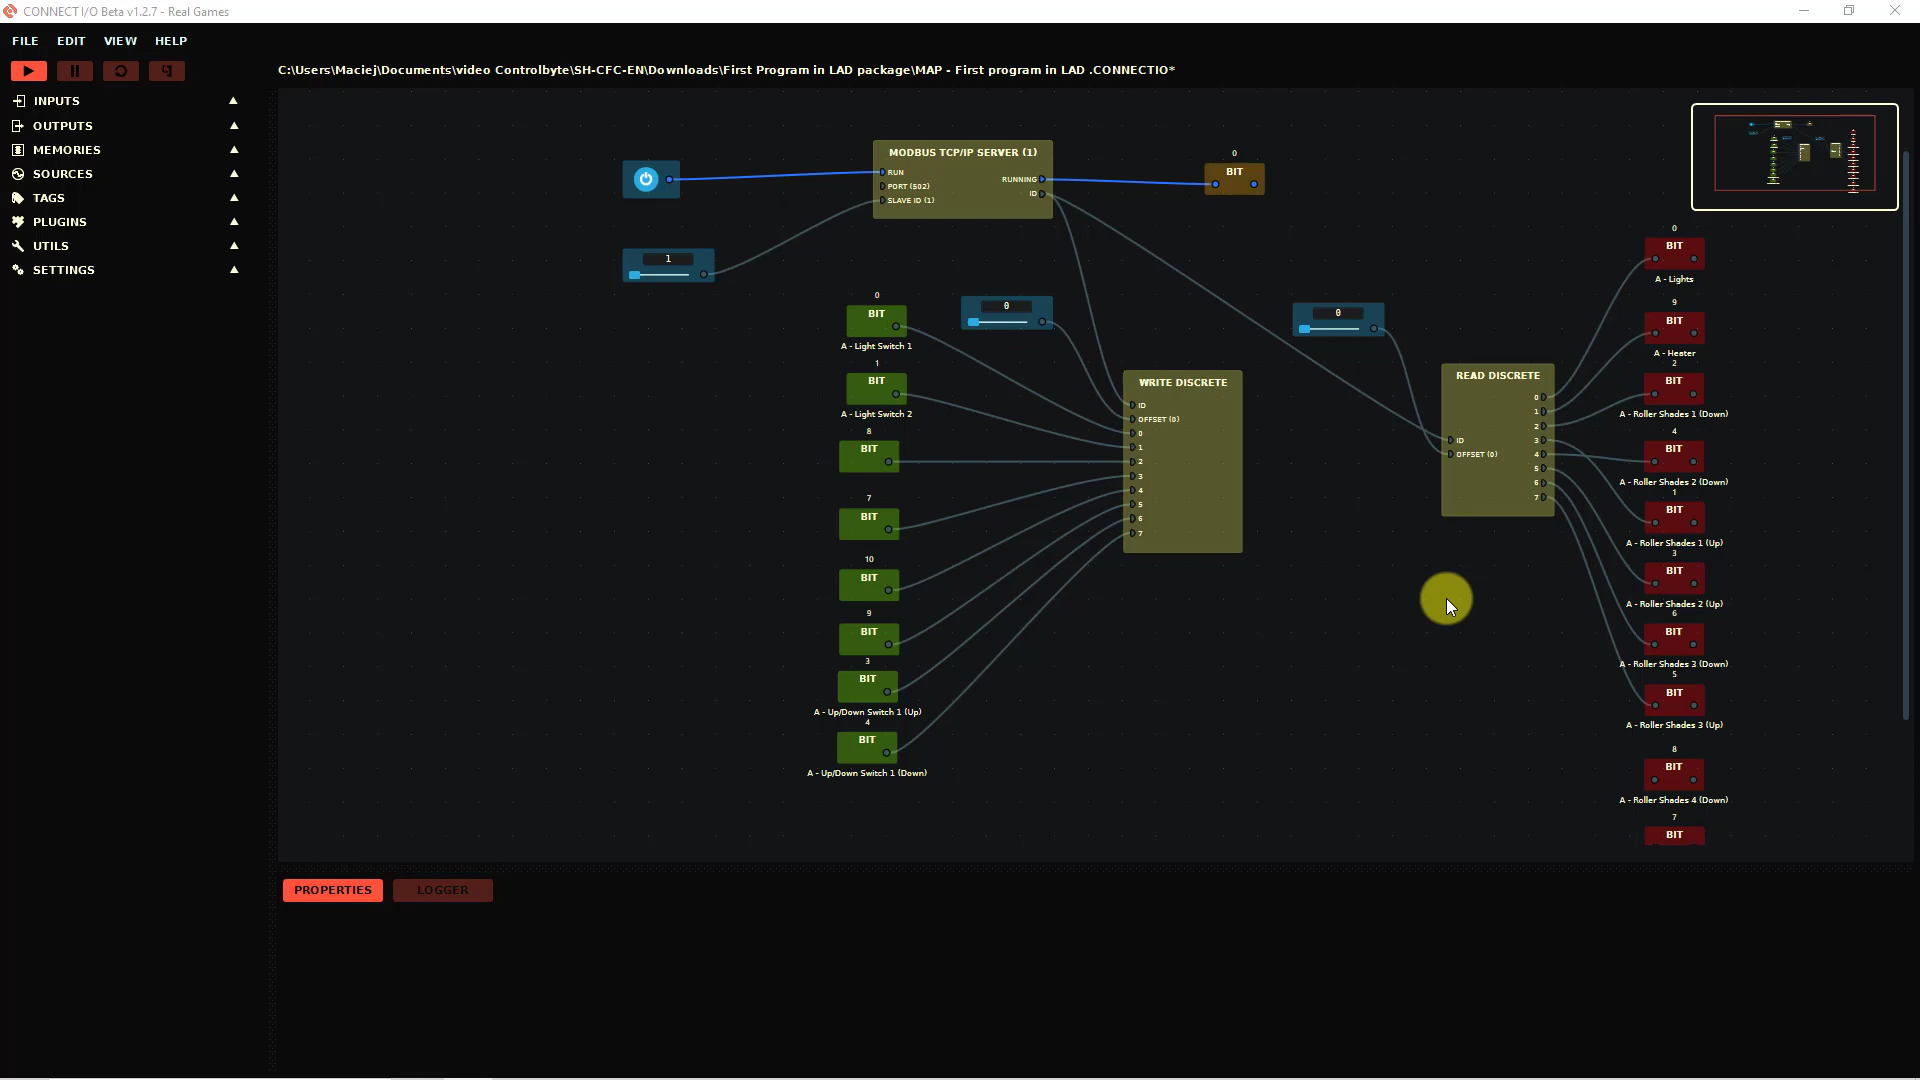 CONNECT I/O Beta v1.2.7 - Real Games
FILE EDIT VIEW HELP
C:\Users\Maciej\Documents\video Controlbyte\SH-CFC-EN\Downloads\First Program in LAD package\MAP - First program in LAD .CONNECTIO*
INPUTS
OUTPUTS
MEMORIES
SOURCES
TAGS
PLUGINS
UTILS
SETTINGS
MODBUS TCP/IP SERVER (1)
RUN
PORT (502)
SLAVE ID (1)
RUNNING
ID
0
BIT
1
0
BIT
A - Light Switch 1
1
BIT
A - Light Switch 2
8
BIT
7
BIT
10
BIT
9
BIT
3
BIT
A - Up/Down Switch 1 (Up)
4
BIT
A - Up/Down Switch 1 (Down)
0
WRITE DISCRETE
ID
OFFSET (0)
0
1
2
3
4
5
6
7
0
READ DISCRETE
ID
OFFSET (0)
0
1
2
3
4
5
6
7
0
BIT
A - Lights
9
BIT
A - Heater
2
BIT
A - Roller Shades 1 (Down)
4
BIT
A - Roller Shades 2 (Down)
1
BIT
A - Roller Shades 1 (Up)
3
BIT
A - Roller Shades 2 (Up)
6
BIT
A - Roller Shades 3 (Down)
5
BIT
A - Roller Shades 3 (Up)
8
BIT
A - Roller Shades 4 (Down)
7
BIT
PROPERTIES LOGGER